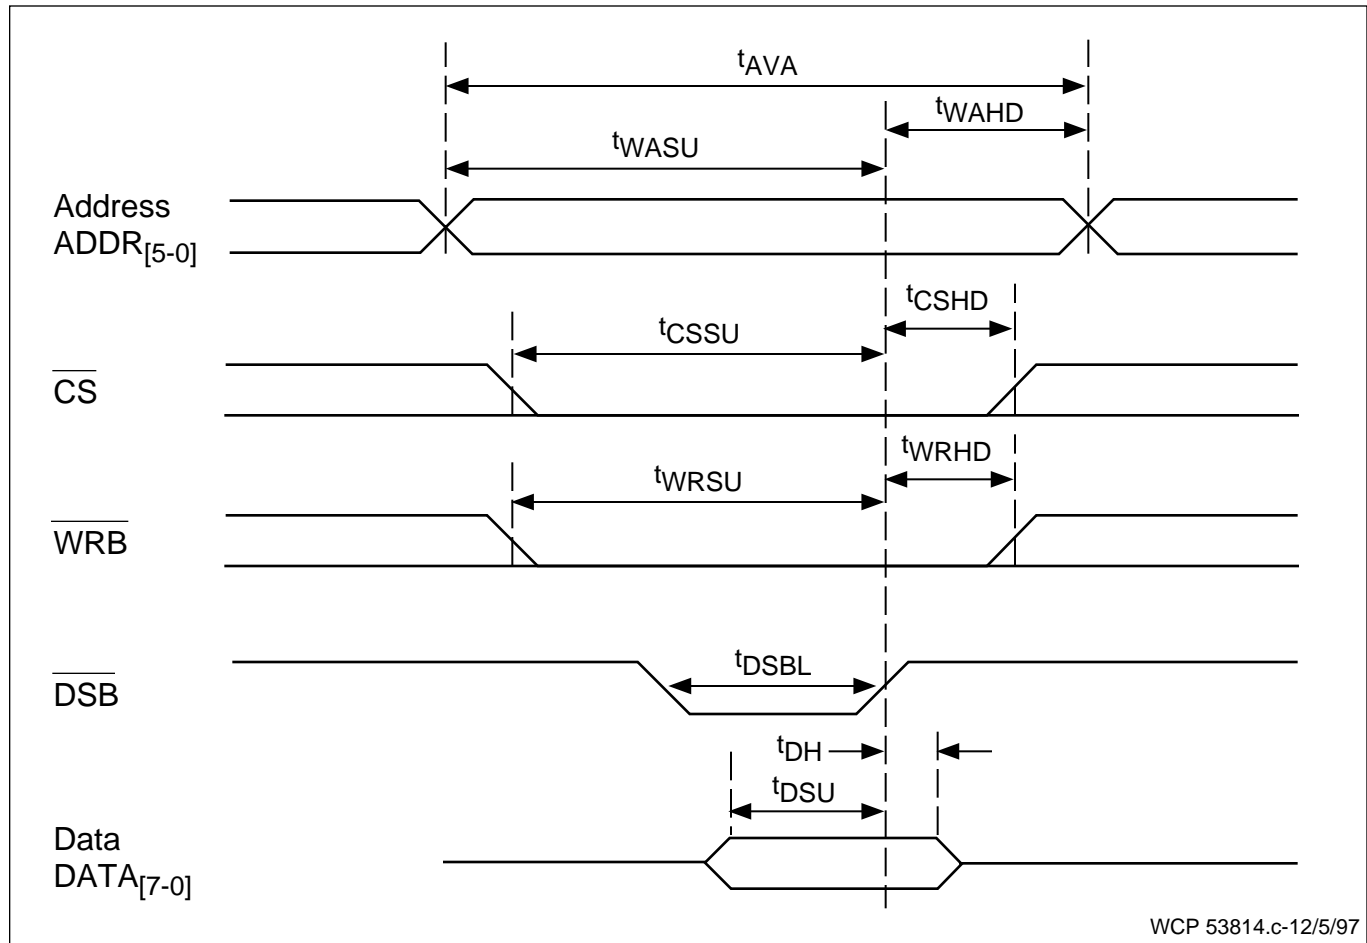 tAVA
tWAHD
tWASU
Address
ADDR[5-0]
tCSHD
tCSSU
CS
tWRHD
tWRSU
WRB
tDSBL
DSB
tDH
tDSU
Data
DATA[7-0]
WCP 53814.c-12/5/97